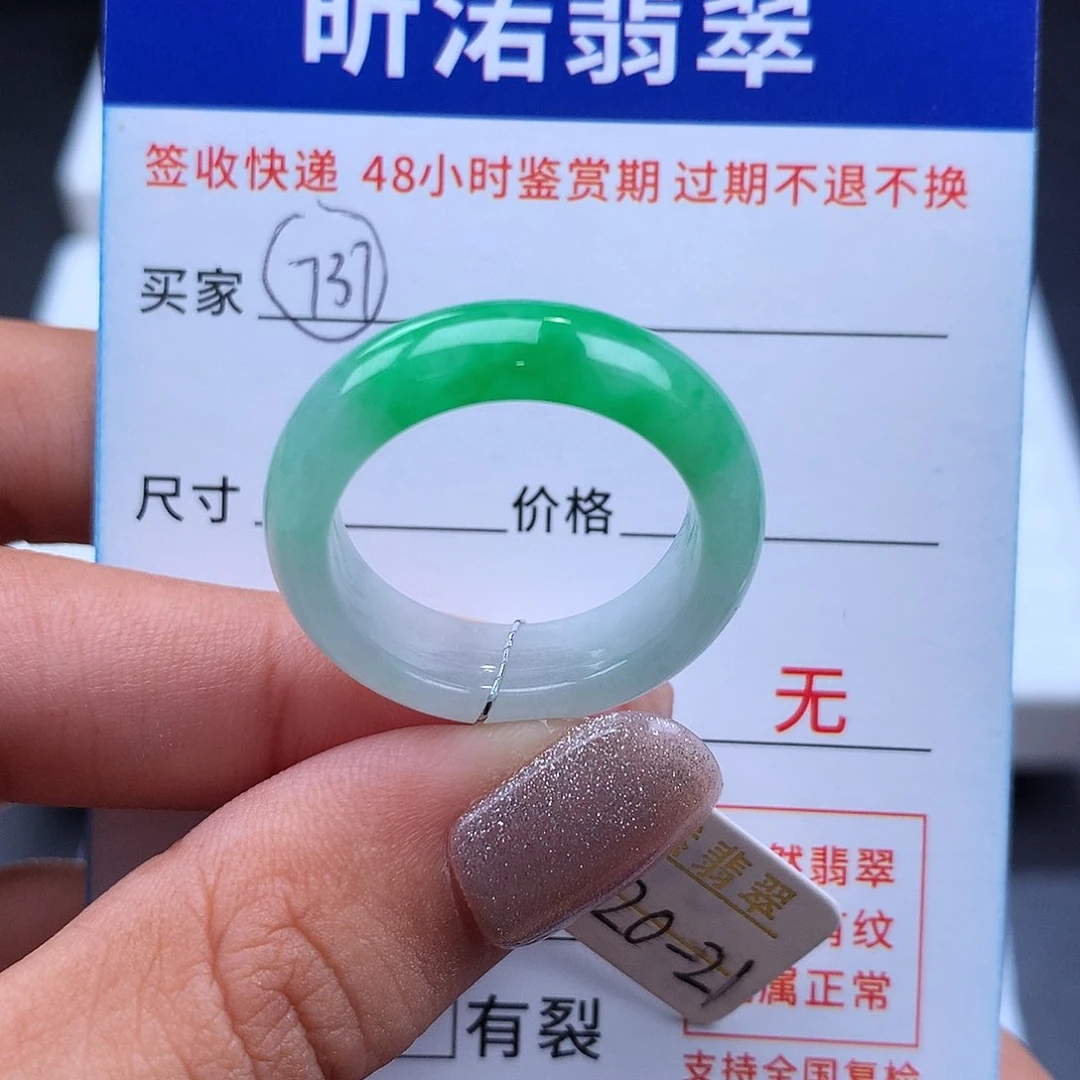 昕渃翡翠
签收快递 48小时鉴赏期 过期不退不换
买家 737
尺寸 价格
无
翡翠
20-21
然翡翠
有纹
属正常
有裂
支持全国复检